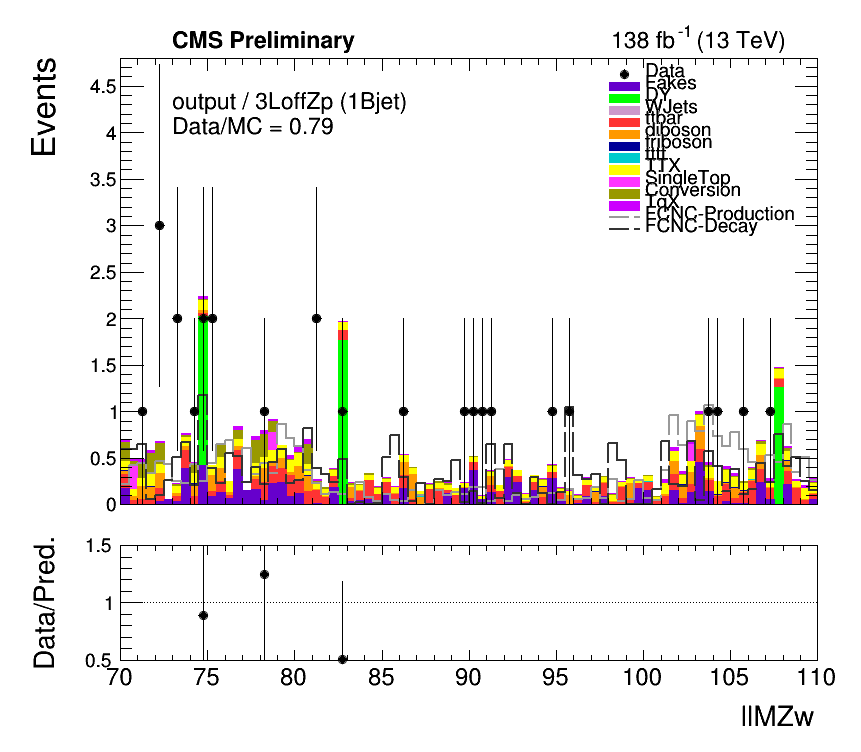 CMS Preliminary
138 fb-1 (13 TeV)
Events
output / 3LoffZp (1Bjet)
Data/MC = 0.79
Data
Fakes
DY
WJets
ttbar
diboson
triboson
tttt
TTX
SingleTop
Conversion
TqX
FCNC-Production
FCNC-Decay
4.5
4
3.5
3
2.5
2
1.5
1
0.5
0
Data/Pred.
1.5
1
0.5
70 75 80 85 90 95 100 105 110
llMZw